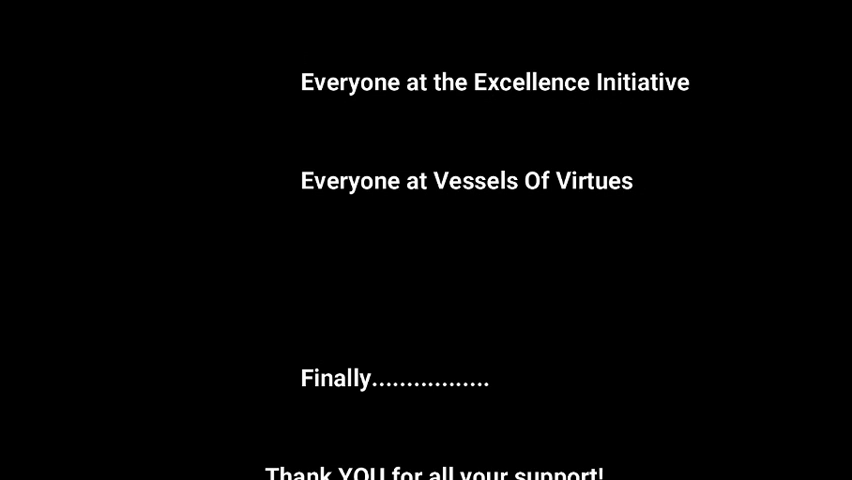 Everyone at the Excellence Initiative
Everyone at Vessels Of Virtues
Finally.................
Thank YOU for all your support!